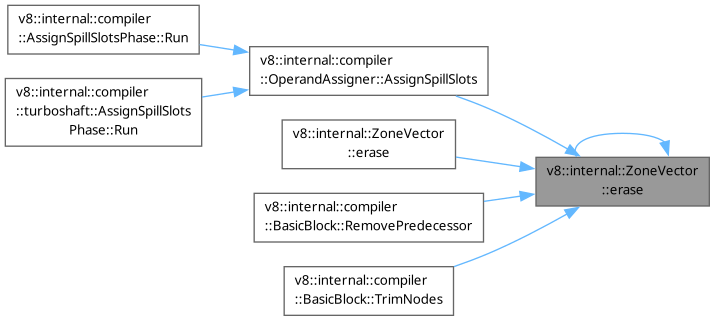 v8::internal::compiler
::AssignSpillSlotsPhase::Run
v8::internal::compiler
::turboshaft::AssignSpillSlots
Phase::Run
v8::internal::compiler
::OperandAssigner::AssignSpillSlots
v8::internal::ZoneVector
::erase
v8::internal::compiler
::BasicBlock::RemovePredecessor
v8::internal::compiler
::BasicBlock::TrimNodes
v8::internal::ZoneVector
::erase